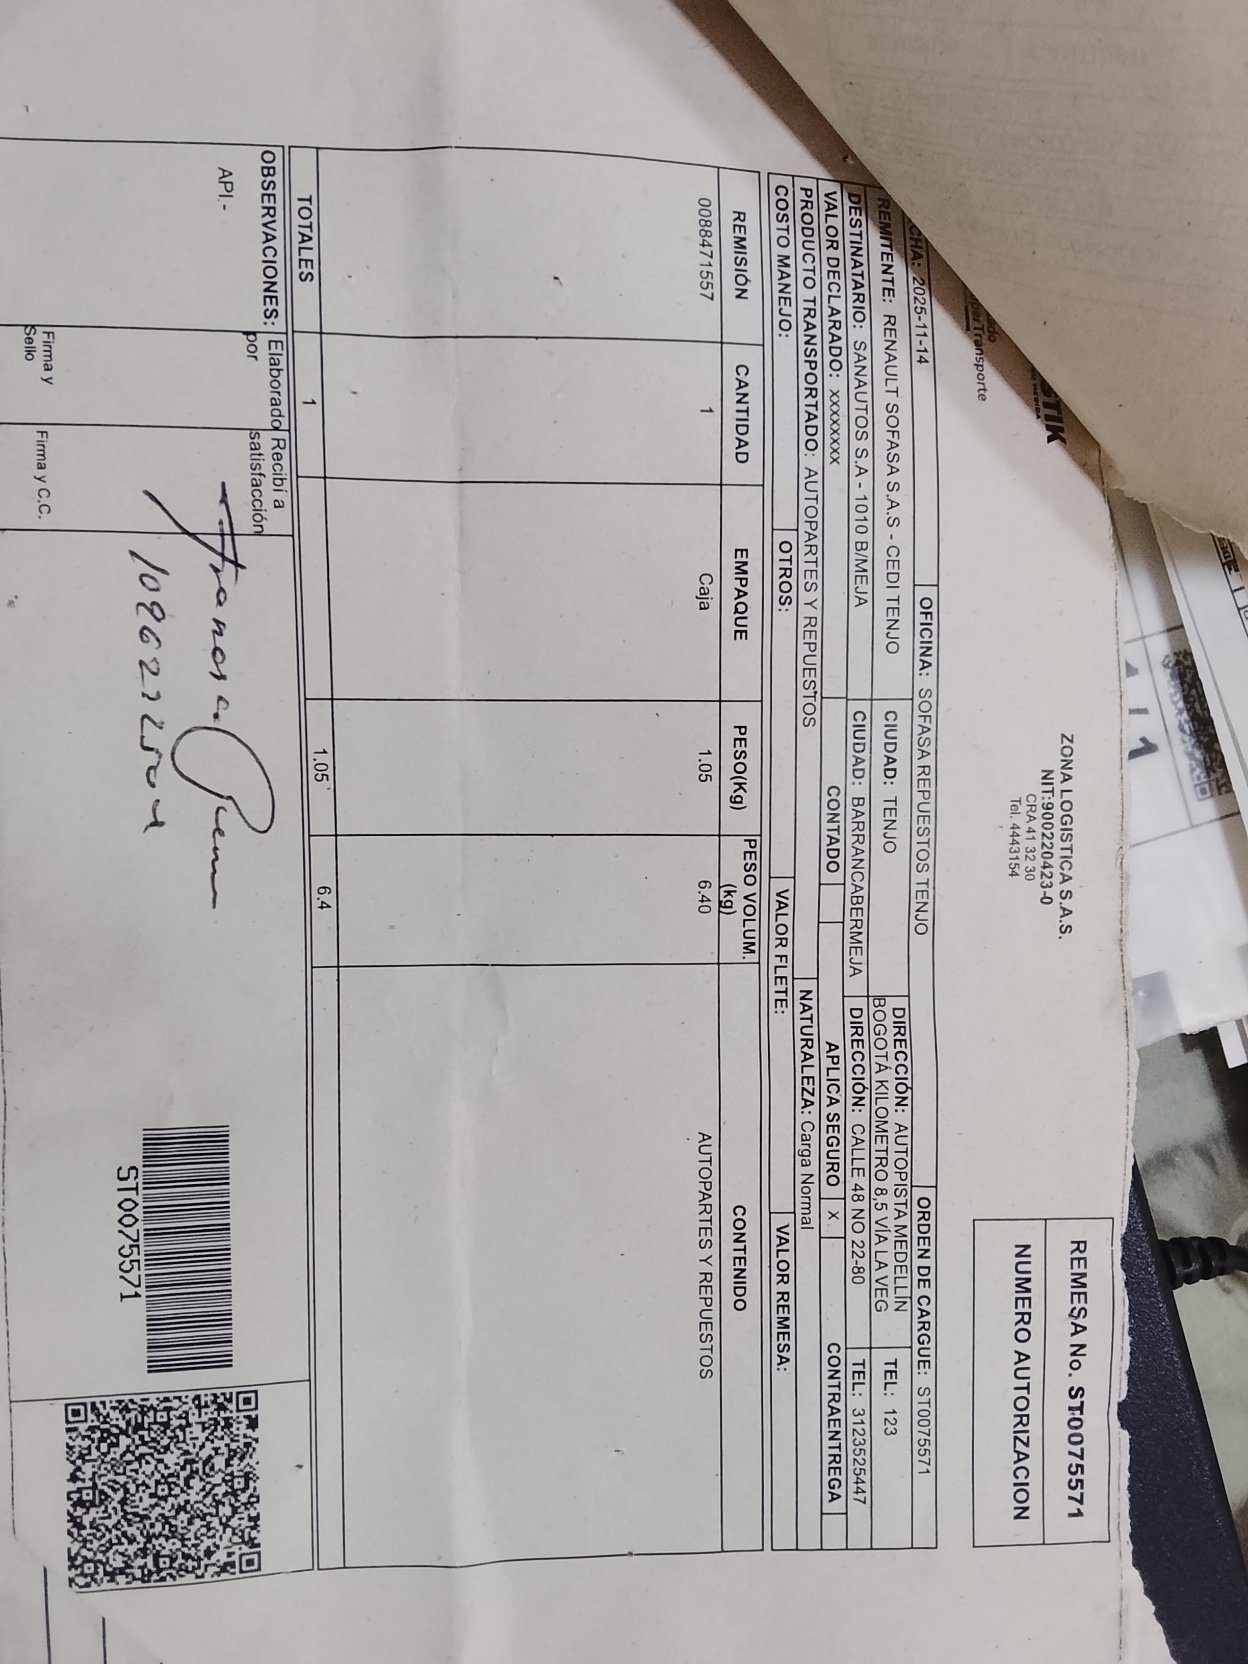 STIK
perTransporte
ZONA LOGISTICA S.A.S.
NIT:900220423-0
CRA 41 32 30
Tel. 4443154
REMESA No. ST0075571
NUMERO AUTORIZACION
CHA: 2025-11-14 OFICINA: SOFASA REPUESTOS TENJO ORDEN DE CARGUE: ST0075571
REMITENTE: RENAULT SOFASA S.A.S - CEDI TENJO CIUDAD: TENJO DIRECCIÓN: AUTOPISTA MEDELLÍN BOGOTÁ KILOMETRO 8,5 VÍA LA VEG TEL: 123
DESTINATARIO: SANAUTOS S.A - 1010 B/MEJA CIUDAD: BARRANCABERMEJA DIRECCIÓN: CALLE 48 NO 22-80 TEL: 3123525447
VALOR DECLARADO: xxxxxxxx CONTADO APLICA SEGURO X CONTRAENTREGA
PRODUCTO TRANSPORTADO: AUTOPARTES Y REPUESTOS NATURALEZA: Carga Normal
COSTO MANEJO: OTROS: VALOR FLETE: VALOR REMESA:
REMISIÓN CANTIDAD EMPAQUE PESO(Kg) PESO VOLUM. (kg) CONTENIDO
0088471557 1 Caja 1.05 6.40 AUTOPARTES Y REPUESTOS
TOTALES 1 1.05 6.4
OBSERVACIONES: Elaborado por Recibí a satisfacción
API.-
Firma y Sello Firma y C.C.
ST0075571